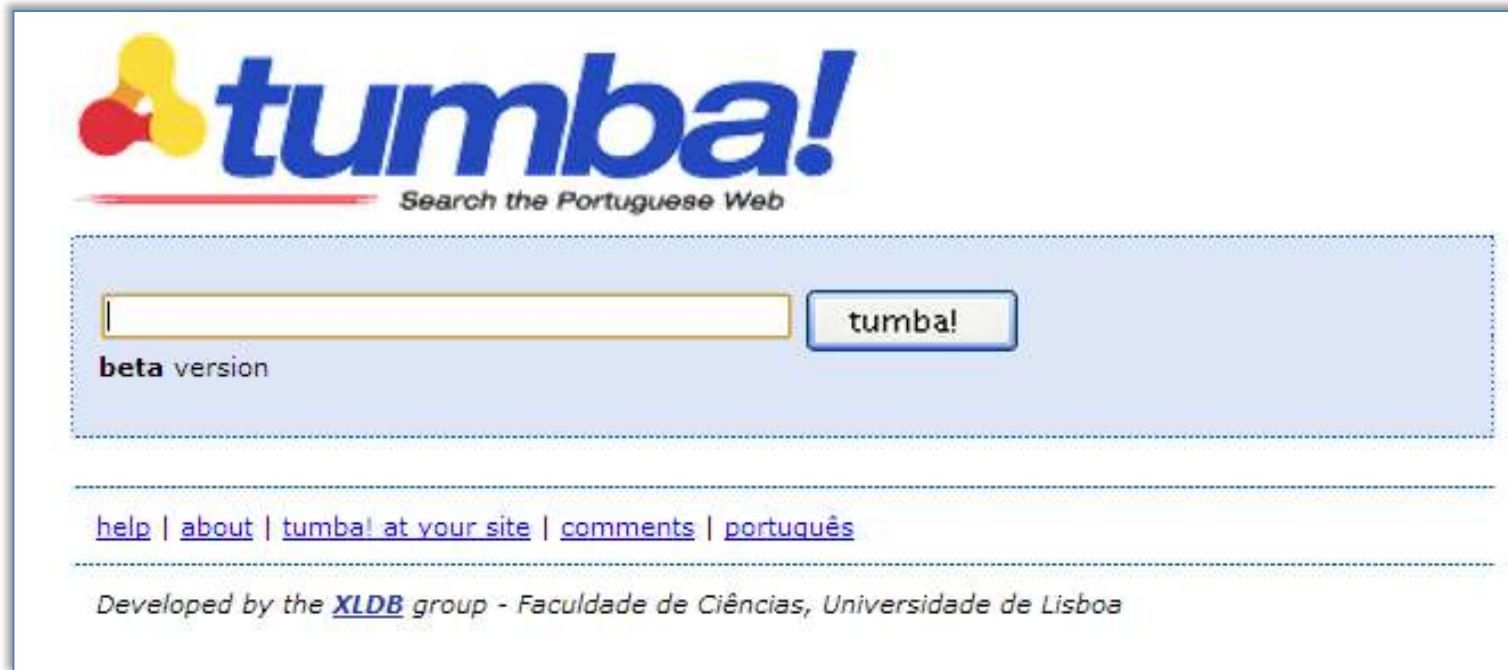 tumba!
Search the Portuguese Web
tumba!
beta version
help | about | tumba! at your site | comments | português
Developed by the XLDB group - Faculdade de Ciências, Universidade de Lisboa